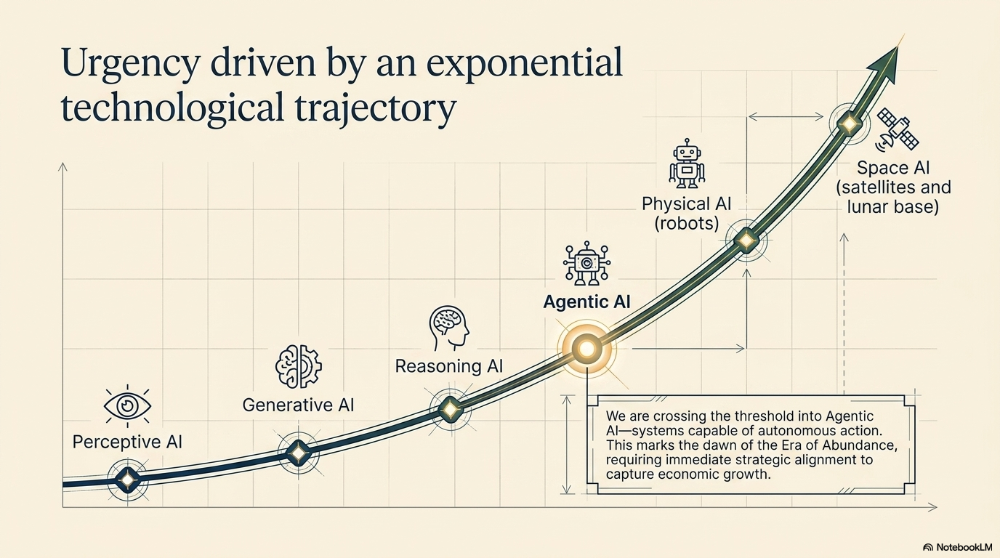 Urgency driven by an exponential
technological trajectory
Perceptive AI
Generative AI
Reasoning AI
Agentic AI
Physical AI
(robots)
Space AI
(satellites and
lunar base)
We are crossing the threshold into Agentic
AI—systems capable of autonomous action.
This marks the dawn of the Era of Abundance,
requiring immediate strategic alignment to
capture economic growth.
NotebookLM